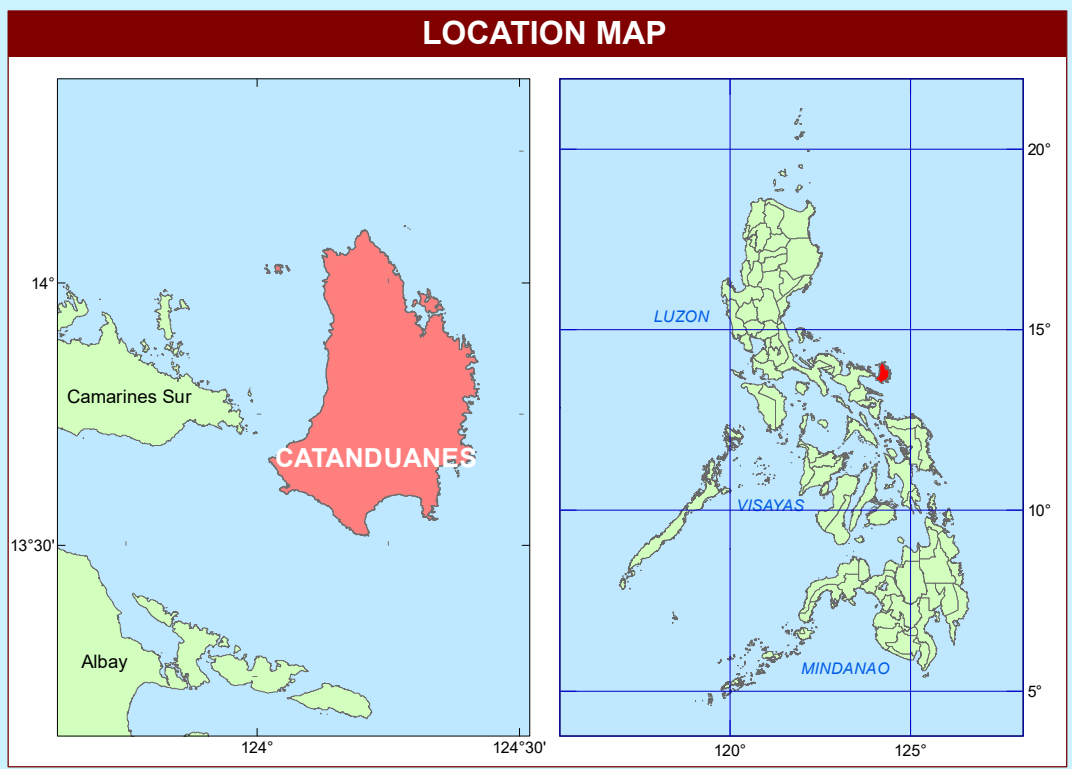 LOCATION MAP
14°
13°30'
124°
124°30'
Camarines Sur
CATANDUANES
Albay
20°
15°
10°
5°
120°
125°
LUZON
VISAYAS
MINDANAO